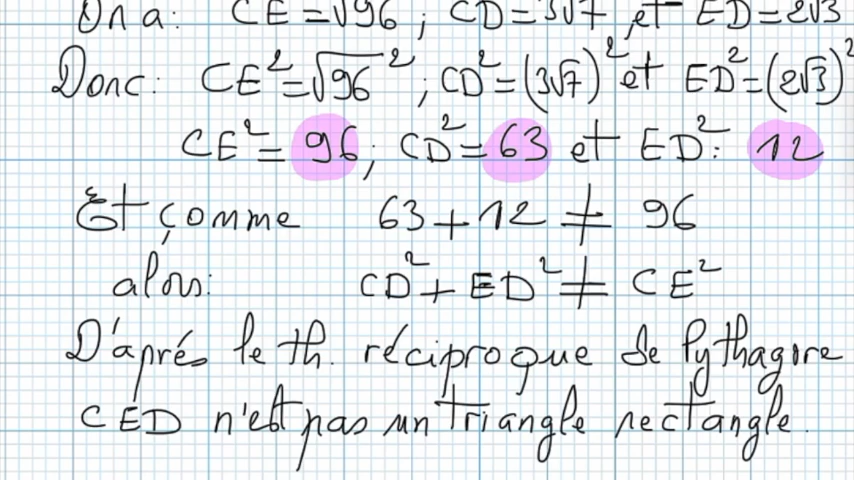 On a: CE = √96 ; CD = 3√7 , et ED = 2√3
Donc: CE² = √96² ; CD² = (3√7)² et ED² = (2√3)²
CE² = 96 ; CD² = 63 et ED² : 12
Et comme 63 + 12 ≠ 96
alors: CD² + ED² ≠ CE²
D'aprés le th. réciproque de Pythagore
CED n'est pas un triangle rectangle.